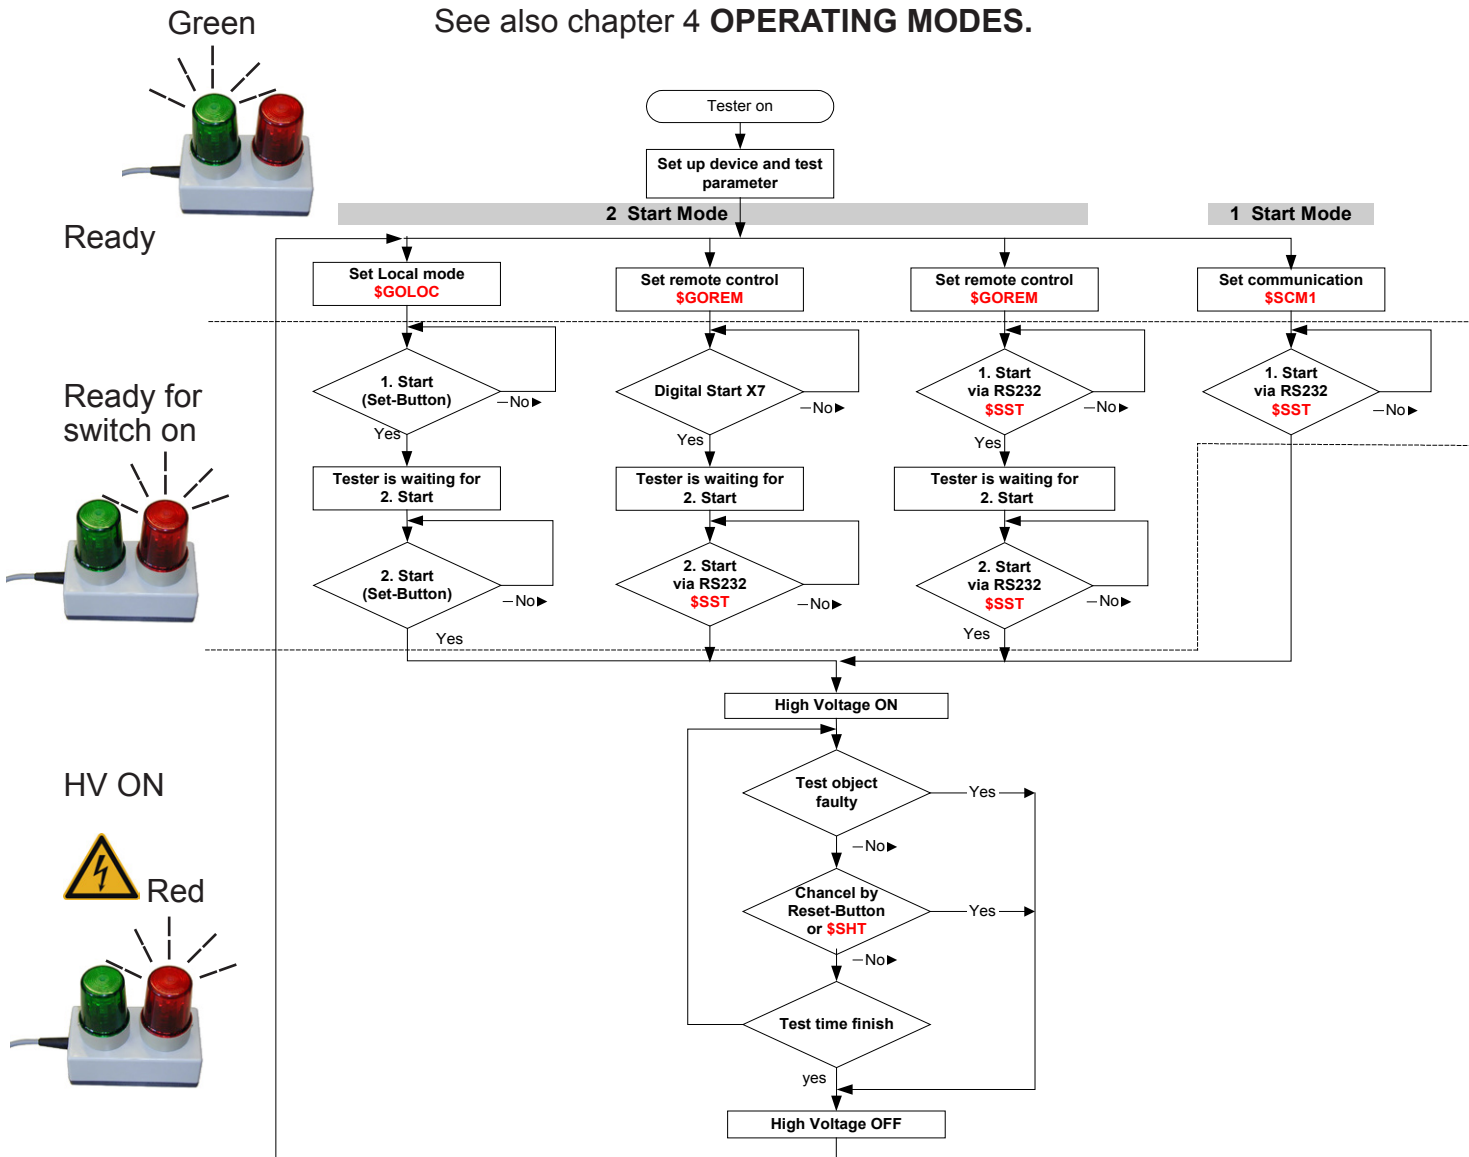 Green
See also chapter 4 OPERATING MODES.
Tester on
Set up device and test
parameter
2 Start Mode
1 Start Mode
Ready
Set Local mode
$GOLOC
Set remote control
$GOREM
Set remote control
$GOREM
Set communication
$SCM1
Ready for
switch on
1. Start
(Set-Button)
No
Yes
Digital Start X7
No
Yes
1. Start
via RS232
$SST
No
Yes
1. Start
via RS232
$SST
No
Tester is waiting for
2. Start
Tester is waiting for
2. Start
Tester is waiting for
2. Start
2. Start
(Set-Button)
No
Yes
2. Start
via RS232
$SST
No
2. Start
via RS232
$SST
No
Yes
High Voltage ON
HV ON
Test object
faulty
Yes
No
Red
Chancel by
Reset-Button
or $SHT
Yes
No
Test time finish
yes
High Voltage OFF